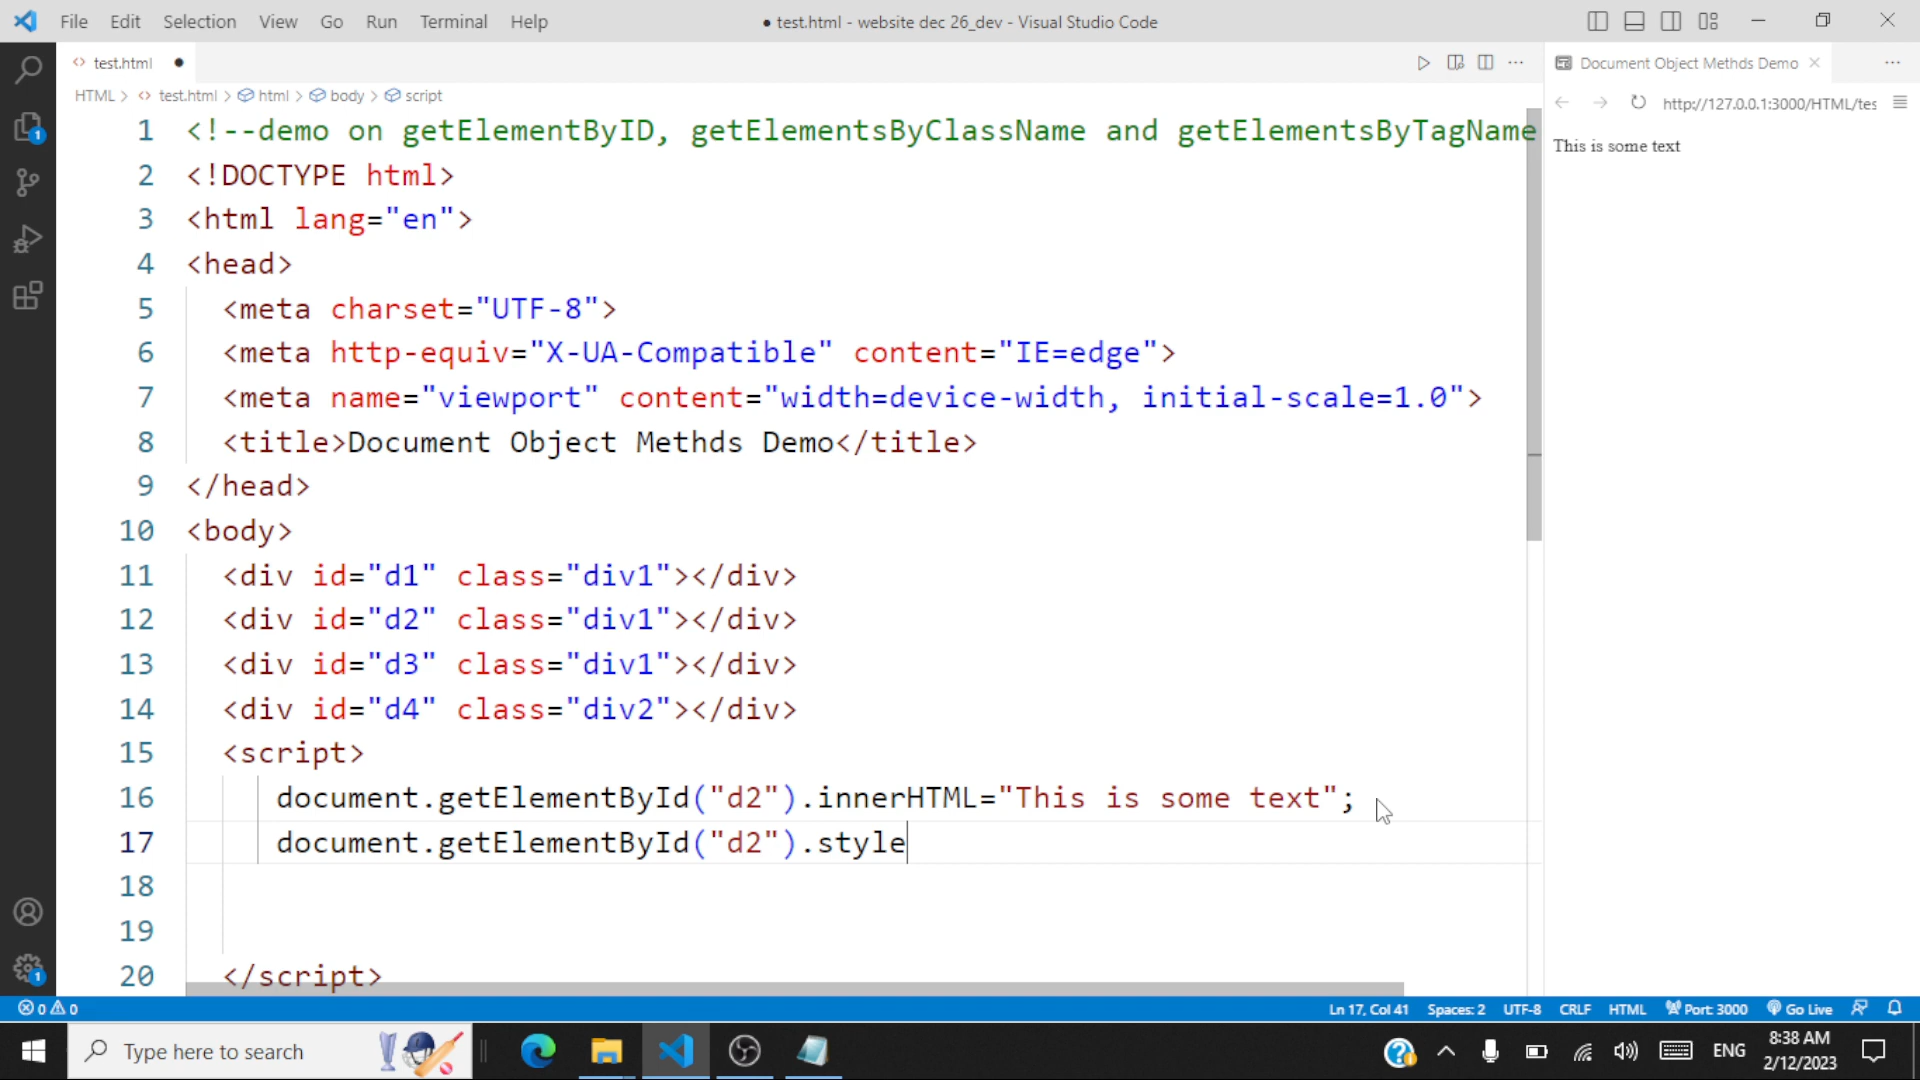 File Edit Selection View Go Run Terminal Help
● test.html - website dec 26_dev - Visual Studio Code
<> test.html ●
Document Object Methds Demo ×
HTML > <> test.html > html > body > script
http://127.0.0.1:3000/HTML/tes
This is some text
1 <!--demo on getElementByID, getElementsByClassName and getElementsByTagName
2 <!DOCTYPE html>
3 <html lang="en">
4 <head>
5 <meta charset="UTF-8">
6 <meta http-equiv="X-UA-Compatible" content="IE=edge">
7 <meta name="viewport" content="width=device-width, initial-scale=1.0">
8 <title>Document Object Methds Demo</title>
9 </head>
10 <body>
11 <div id="d1" class="div1"></div>
12 <div id="d2" class="div1"></div>
13 <div id="d3" class="div1"></div>
14 <div id="d4" class="div2"></div>
15 <script>
16 document.getElementById("d2").innerHTML="This is some text";
17 document.getElementById("d2").style
18
19
20 </script>
1
1
0 0
Ln 17, Col 41 Spaces: 2 UTF-8 CRLF HTML Port: 3000 Go Live
Type here to search
ENG
8:38 AM
2/12/2023